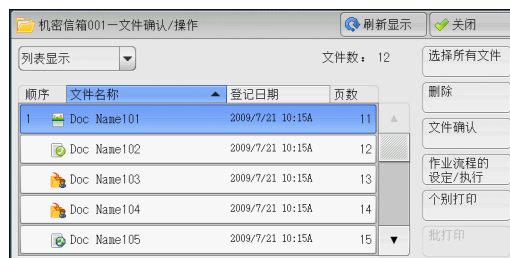 机密信箱001－文件确认/操作
刷新显示
关闭
列表显示
文件数： 12
选择所有文件
顺序 文件名称 登记日期 页数
删除
1 Doc Name101 2009/7/21 10:15A 11
文件确认
Doc Name102 2009/7/21 10:15A 12
作业流程的
设定/执行
Doc Name103 2009/7/21 10:15A 13
个别打印
Doc Name104 2009/7/21 10:15A 14
批打印
Doc Name105 2009/7/21 10:15A 15